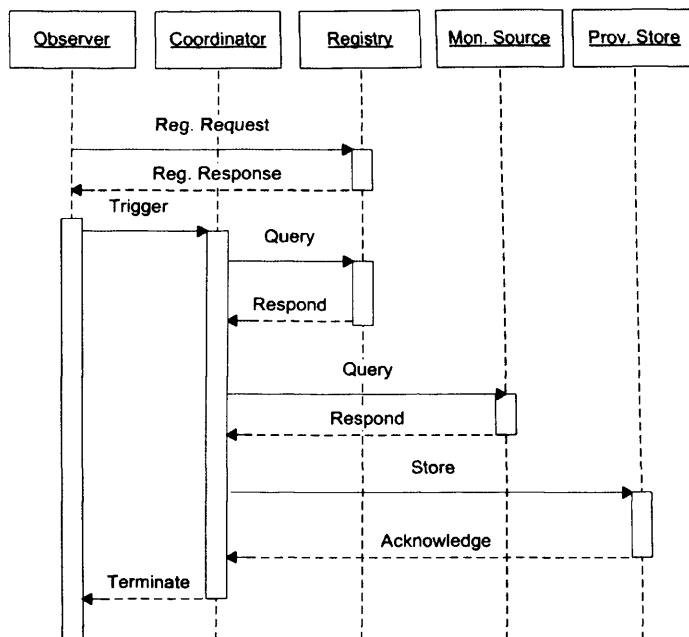 Observer
Coordinator
Registry
Mon. Source
Prov. Store
Reg. Request
Reg. Response
Trigger
Query
Respond
Query
Respond
Store
Acknowledge
Terminate